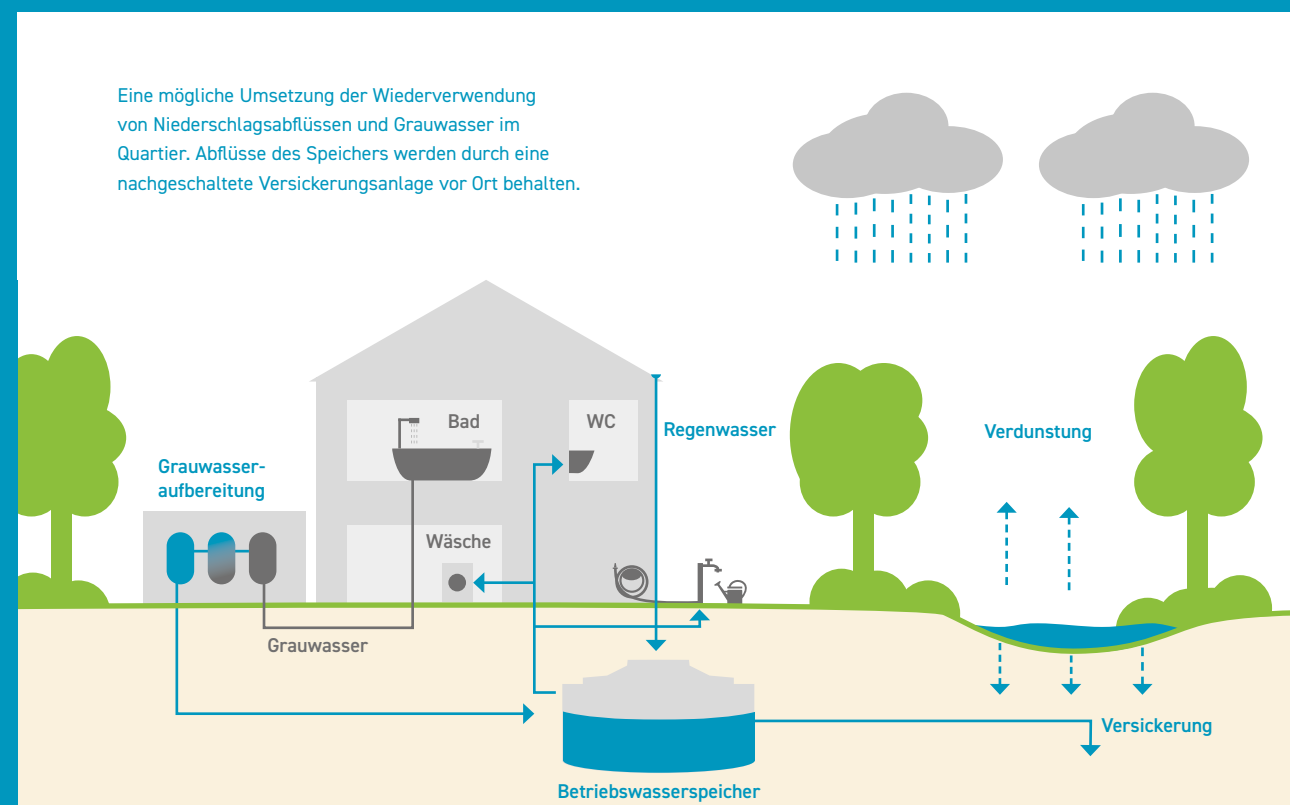 Eine mögliche Umsetzung der Wiederverwendung
von Niederschlagsabflüssen und Grauwasser im
Quartier. Abflüsse des Speichers werden durch eine
nachgeschaltete Versickerungsanlage vor Ort behalten.
Bad
WC
Regenwasser
Verdunstung
Grauwasser-
aufbereitung
Wäsche
Grauwasser
Versickerung
Betriebswasserspeicher